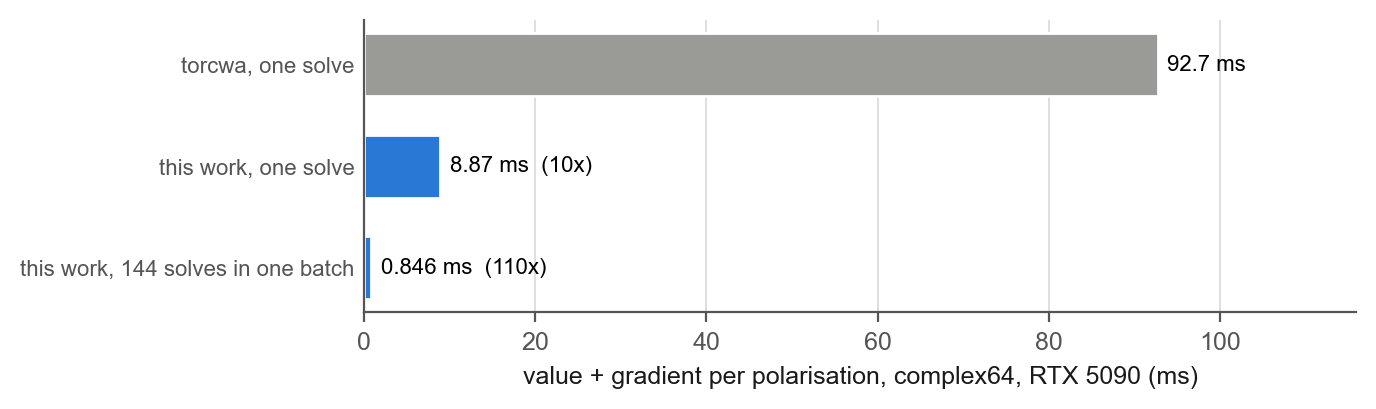 torcwa, one solve
92.7 ms
this work, one solve
8.87 ms (10x)
this work, 144 solves in one batch
0.846 ms (110x)
0 20 40 60 80 100
value + gradient per polarisation, complex64, RTX 5090 (ms)